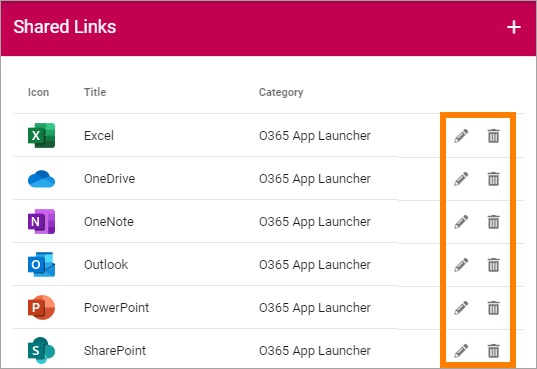 Shared Links +
Icon Title Category
Excel O365 App Launcher
OneDrive O365 App Launcher
OneNote O365 App Launcher
Outlook O365 App Launcher
PowerPoint O365 App Launcher
SharePoint O365 App Launcher